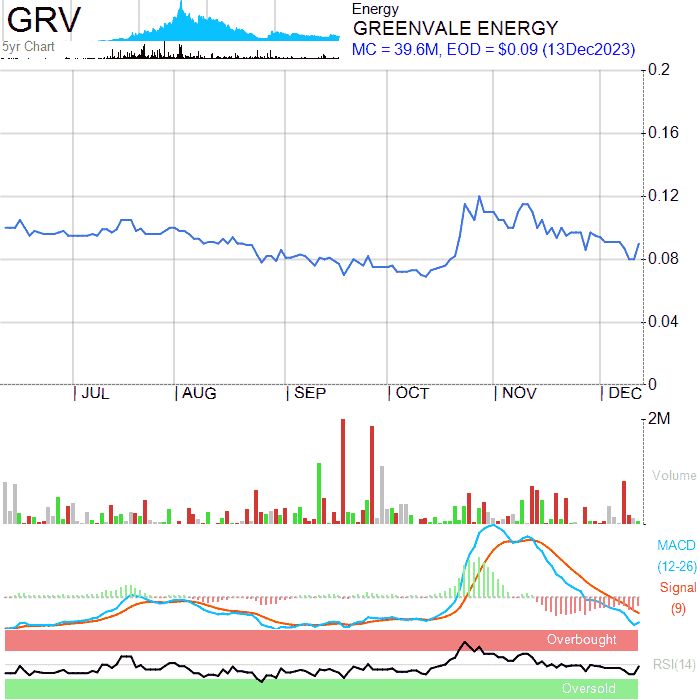 GRV
5yr Chart
Energy
GREENVALE ENERGY
MC = 39.6M, EOD = $0.09 (13Dec2023)
0.2
0.16
0.12
0.08
0.04
0
JUL AUG SEP OCT NOV DEC
2M
Volume
MACD
(12-26)
Signal
(9)
Overbought
RSI(14)
Oversold